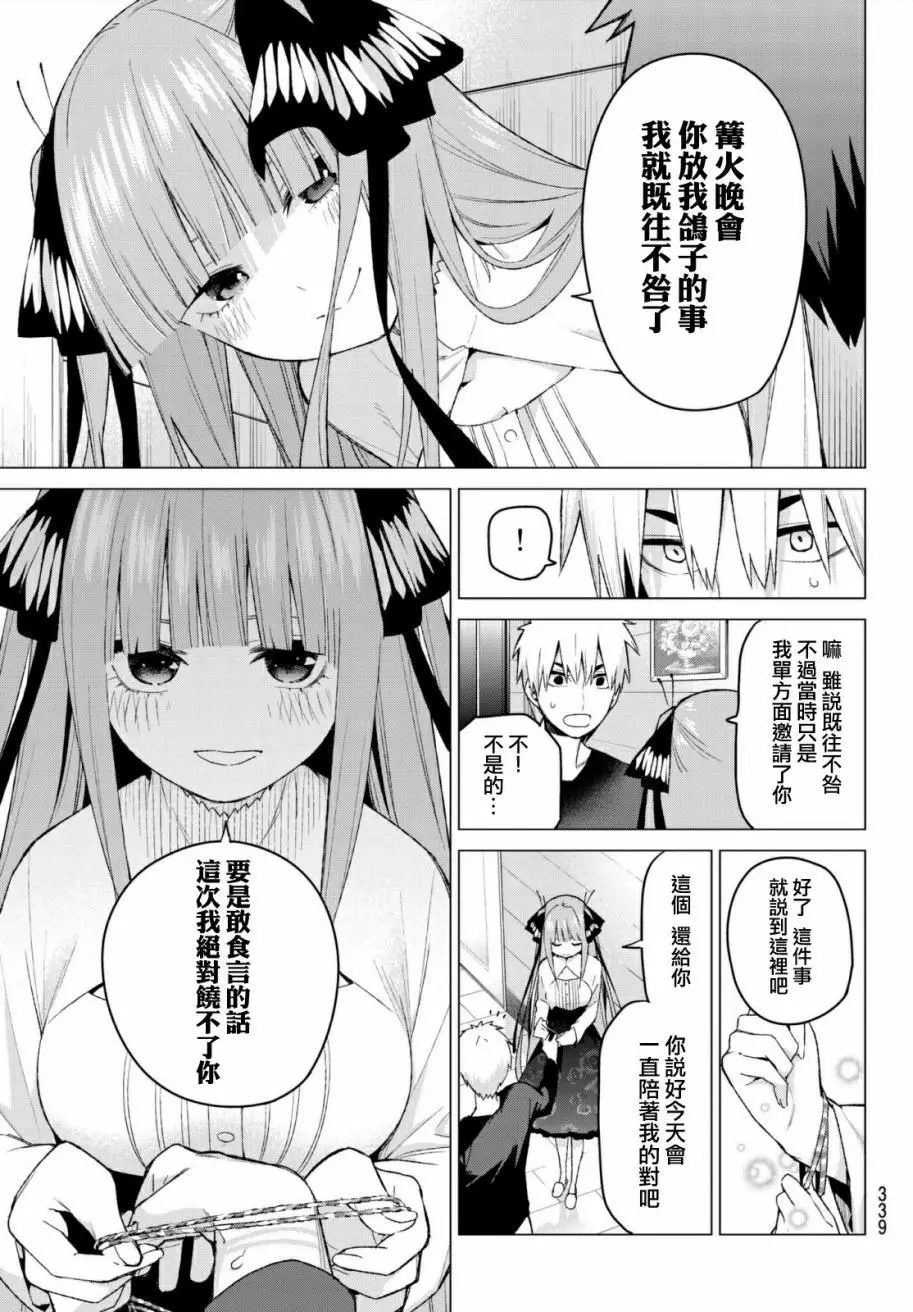 篝火晚會
你放我鴿子的事
我就既往不咎了
！
嘛 雖説既往不咎
不過當時只是
我單方面邀請了你
不！
不是的…
好了 這件事
就説到這裡吧
這個 還給你
你説好今天會
一直陪著我的對吧
要是敢食言的話
這次我絕對饒不了你
339